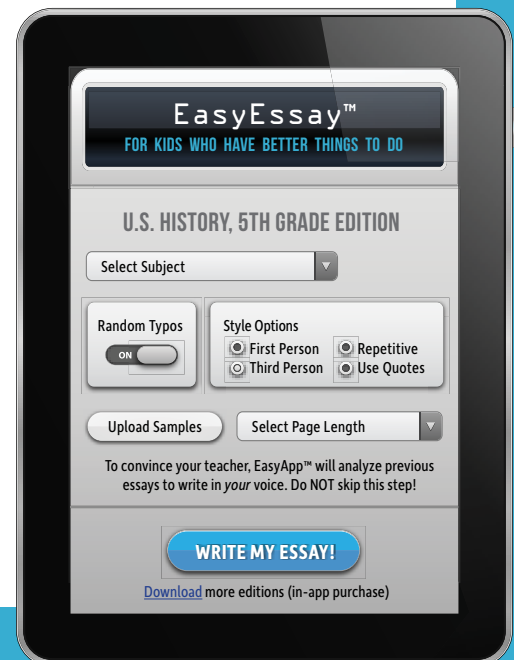 EasyEssay™
FOR KIDS WHO HAVE BETTER THINGS TO DO
U.S. HISTORY, 5TH GRADE EDITION
Select Subject
Random Typos
ON
Style Options
First Person
Repetitive
Third Person
Use Quotes
Upload Samples
Select Page Length
To convince your teacher, EasyApp™ will analyze previous
essays to write in your voice. Do NOT skip this step!
WRITE MY ESSAY!
Download more editions (in-app purchase)